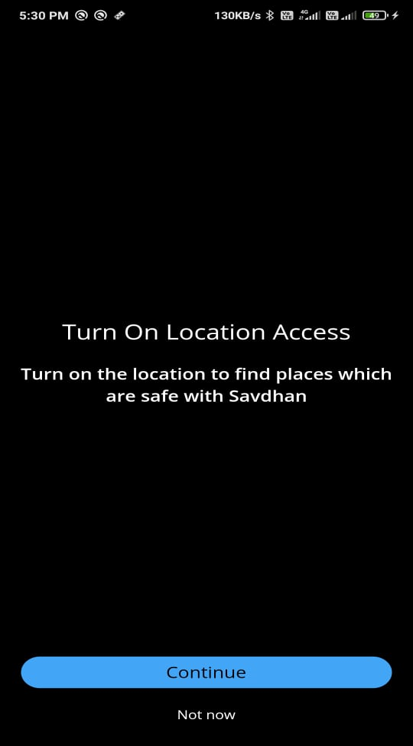 5:30 PM 130KB/s 4G 49
Turn On Location Access
Turn on the location to find places which
are safe with Savdhan
Continue
Not now